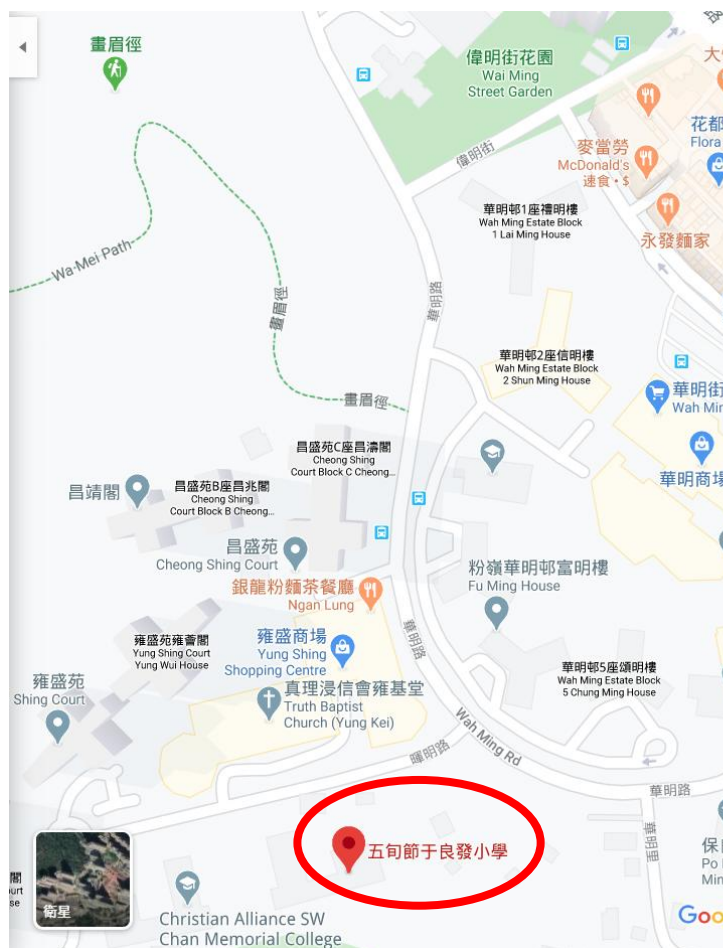 畫眉徑
偉明街花園
Wai Ming
Street Garden
大
花都
Flora
偉明街
麥當勞
McDonald's
速食・$
華明邨1座禮明樓
Wah Ming Estate Block
1 Lai Ming House
永發麵家
Wa-Mei Path
畫眉徑
華明路
華明邨2座信明樓
Wah Ming Estate Block
2 Shun Ming House
華明街
Wah Min
畫眉徑
昌盛苑C座昌濤閣
Cheong Shing
Court Block C Cheong...
昌靖閣
昌盛苑B座昌兆閣
Cheong Shing
Court Block B Cheong...
華明商場
昌盛苑
Cheong Shing Court
粉嶺華明邨富明樓
Fu Ming House
銀龍粉麵茶餐廳
Ngan Lung
雍盛苑雍薈閣
Yung Shing Court
Yung Wui House
雍盛商場
Yung Shing
Shopping Centre
華明路
華明邨5座頌明樓
Wah Ming Estate Block
5 Chung Ming House
雍盛苑
Shing Court
真理浸信會雍基堂
Truth Baptist
Church (Yung Kei)
Wah Ming Rd
暉明路
華明路
華明里
五旬節于良發小學
保
Po
Min
閣
urt
se
衛星
Christian Alliance SW
Chan Memorial College
Goo